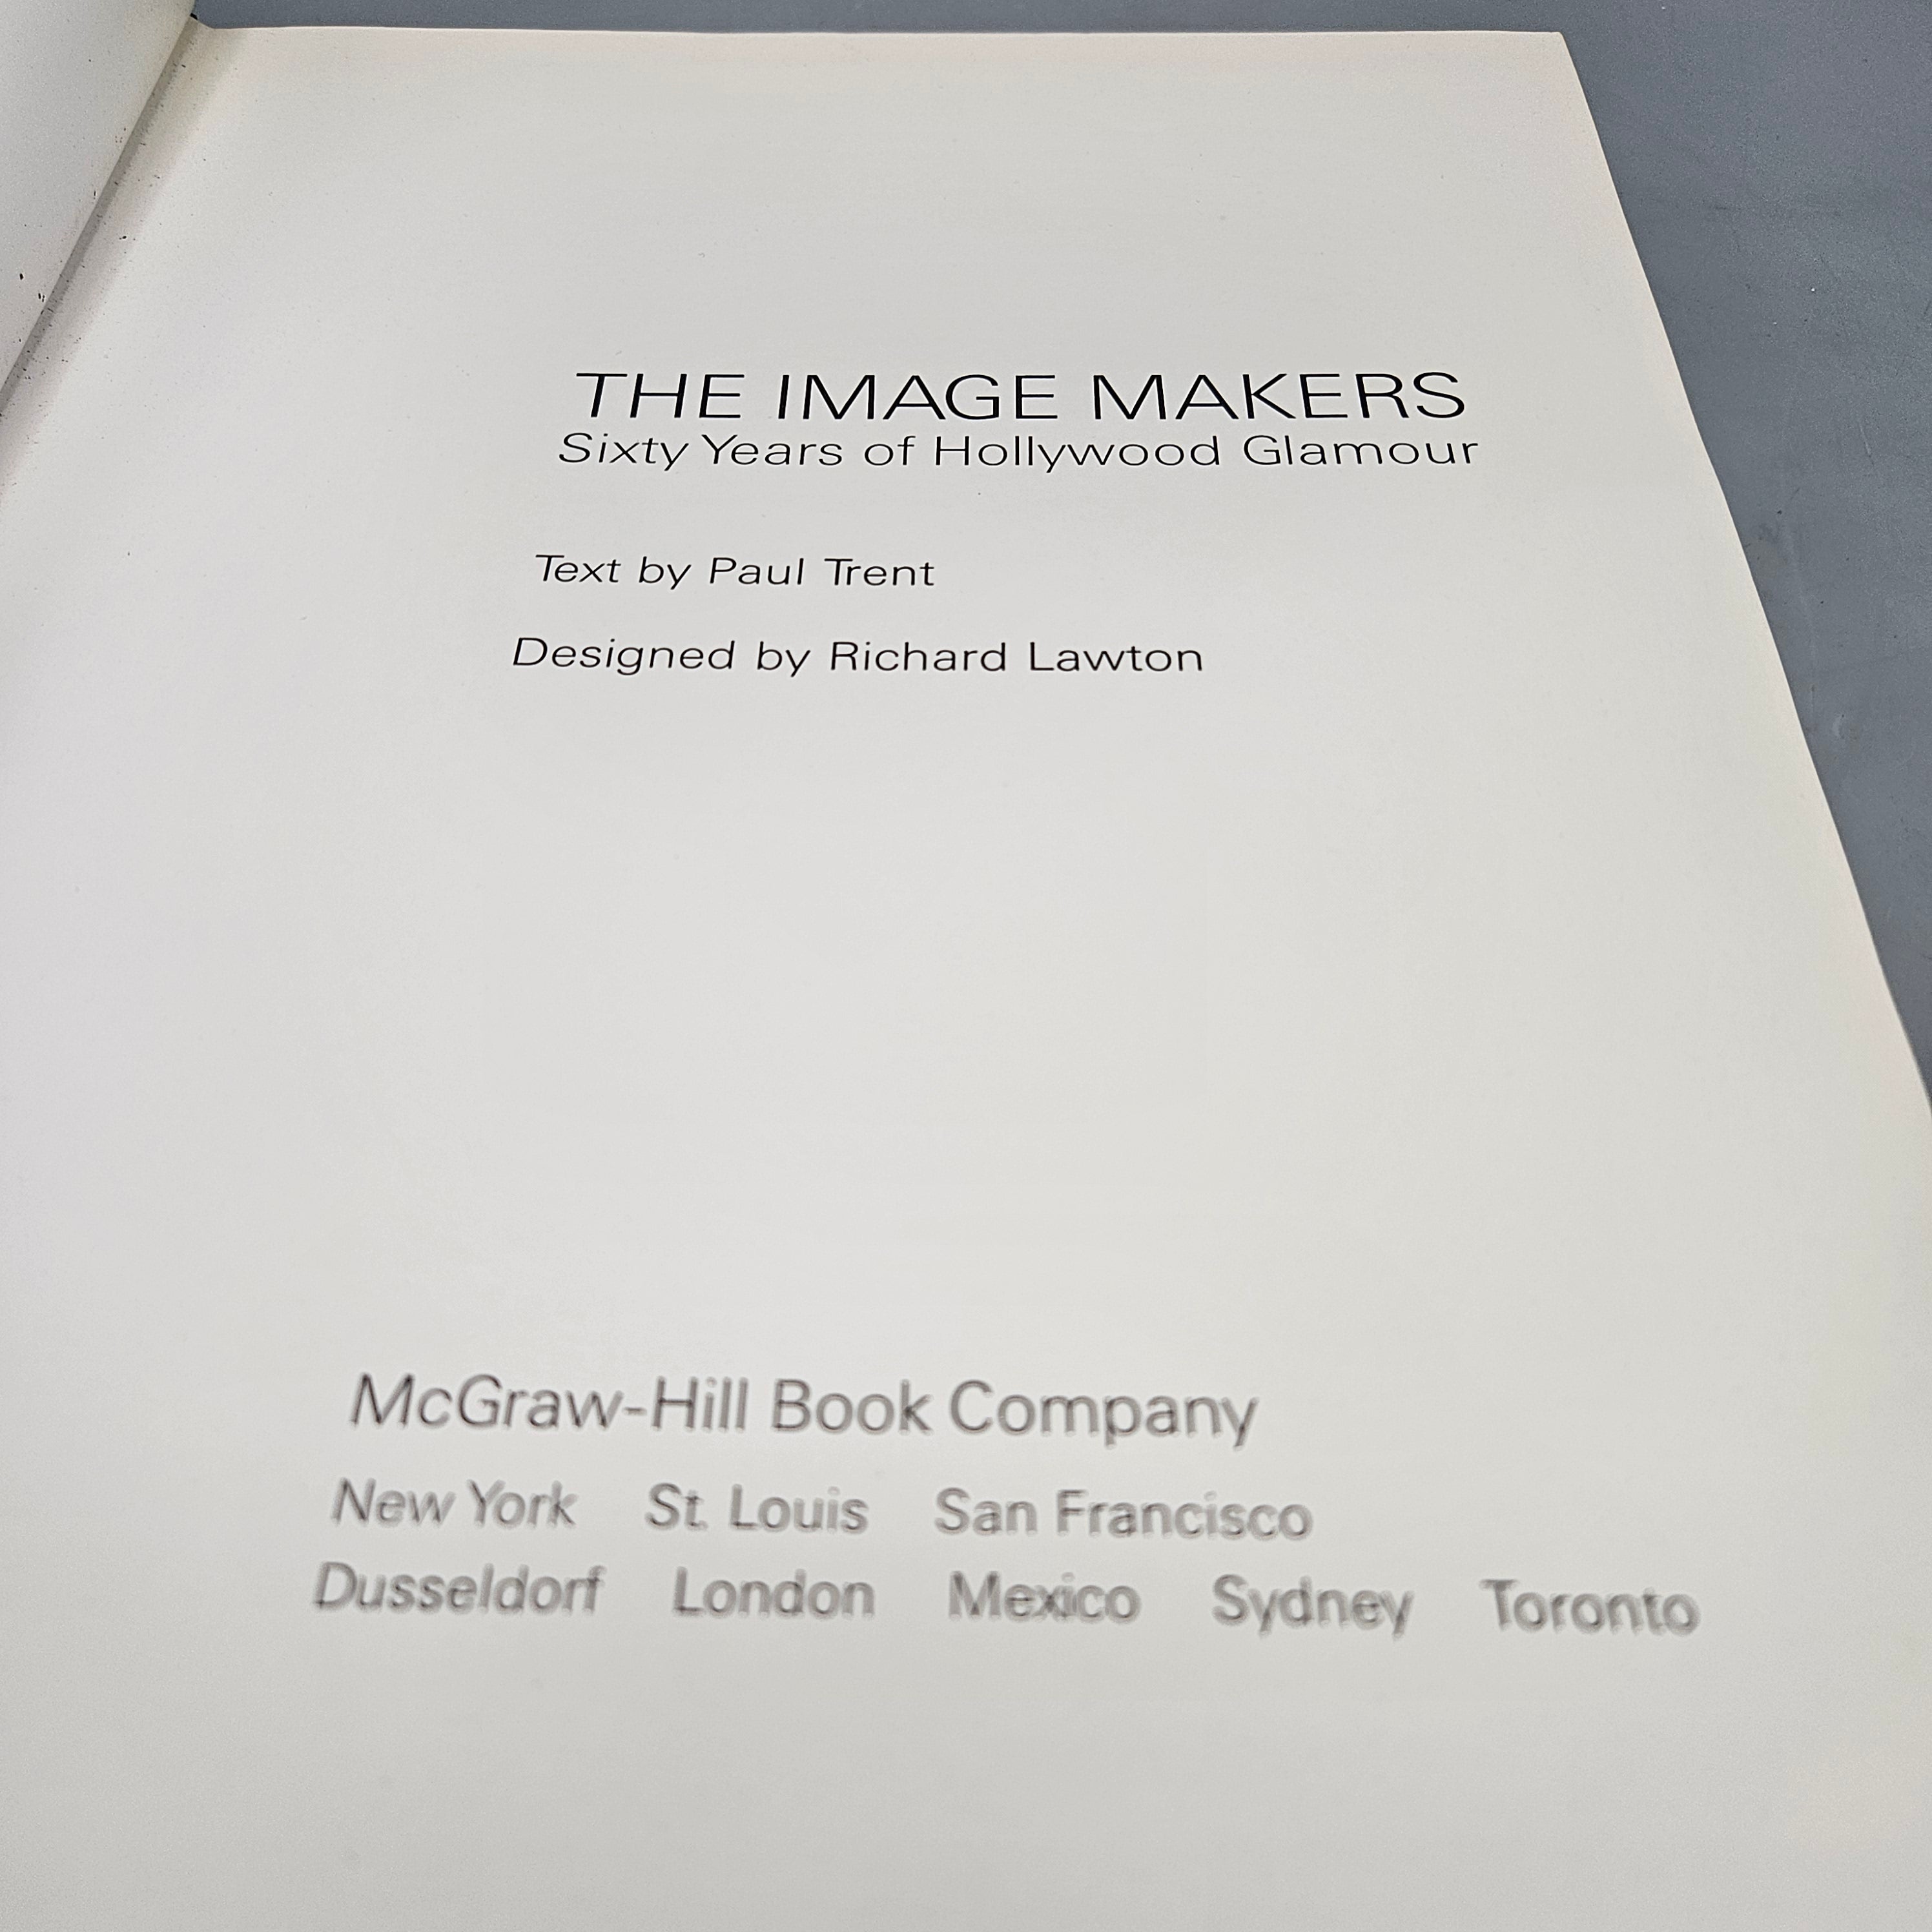 THE IMAGE MAKERS
Sixty Years of Hollywood Glamour
Text by Paul Trent
Designed by Richard Lawton
McGraw-Hill Book Company
New York St. Louis San Francisco
Dusseldorf London Mexico Sydney Toronto